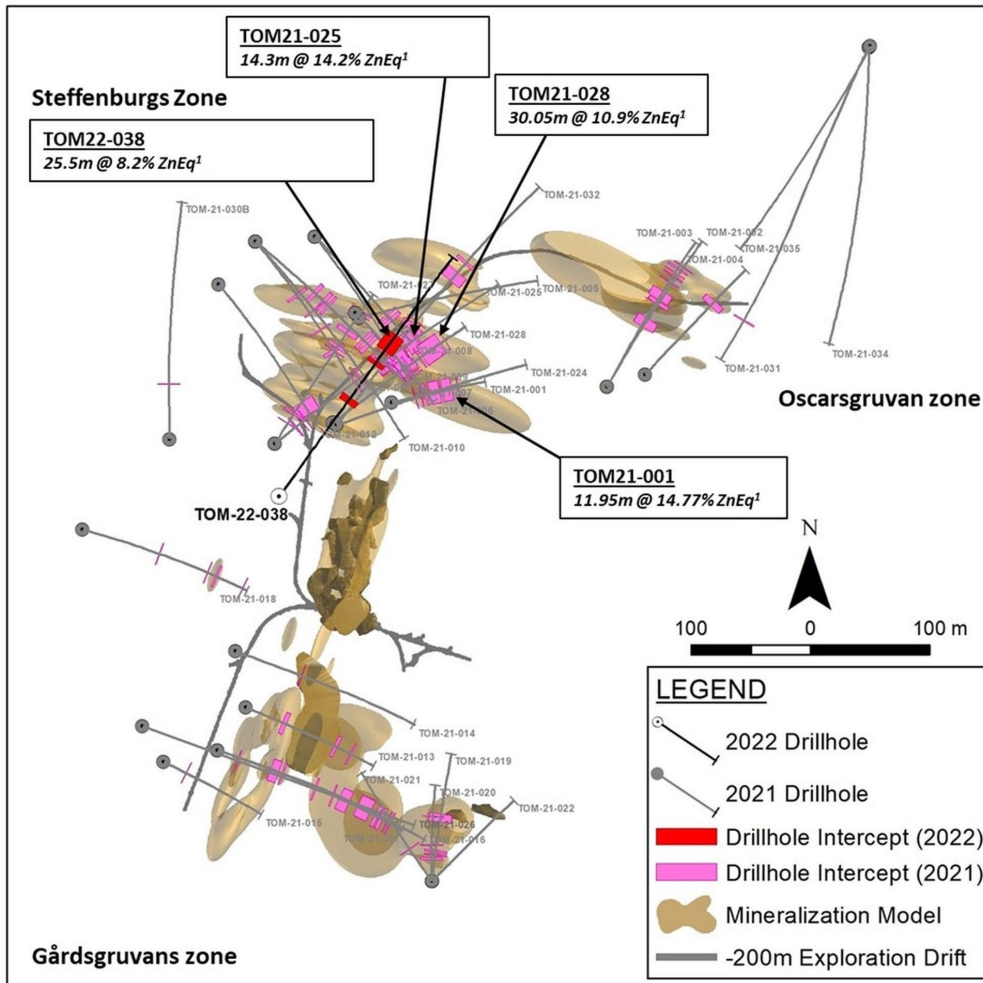 TOM21-025
14.3m @ 14.2% ZnEq¹
Steffenburgs Zone
TOM21-028
30.05m @ 10.9% ZnEq¹
TOM22-038
25.5m @ 8.2% ZnEq¹
TOM-21-032
TOM-21-030B
TOM-21-003
TOM-21-002
TOM-21-035
TOM-21-004
TOM-21-027
TOM-21-025
TOM-21-005
TOM-21-028
TOM-21-008
TOM-21-034
TOM-21-031
TOM-21-024
TOM-21-001
Oscarsgruvan zone
TOM-21-012
TOM-21-010
TOM21-001
11.95m @ 14.77% ZnEq¹
TOM-22-038
N
TOM-21-018
100 0 100 m
LEGEND
2022 Drillhole
2021 Drillhole
Drillhole Intercept (2022)
Drillhole Intercept (2021)
Mineralization Model
-200m Exploration Drift
TOM-21-014
TOM-21-013
TOM-21-019
TOM-21-021
TOM-21-020
TOM-21-022
TOM-21-015
TOM-21-026
TOM-21-016
Gårdsgruvans zone